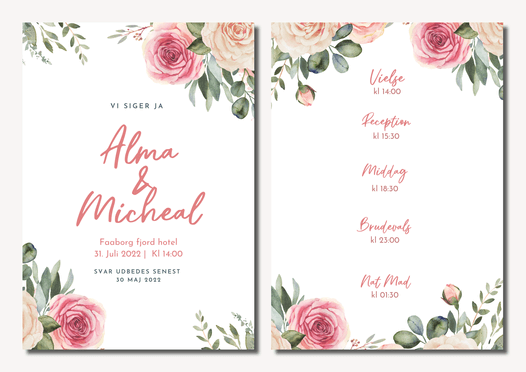 VI SIGER JA
Alma
&
Micheal
Faaborg fjord hotel
31. Juli 2022 | Kl 14:00
SVAR UDBEDES SENEST
30 MAJ 2022
Vielse
kl 14:00
Reception
kl 15:30
Middag
kl 18:30
Brudevals
kl 23:00
Nat Mad
kl 01:30